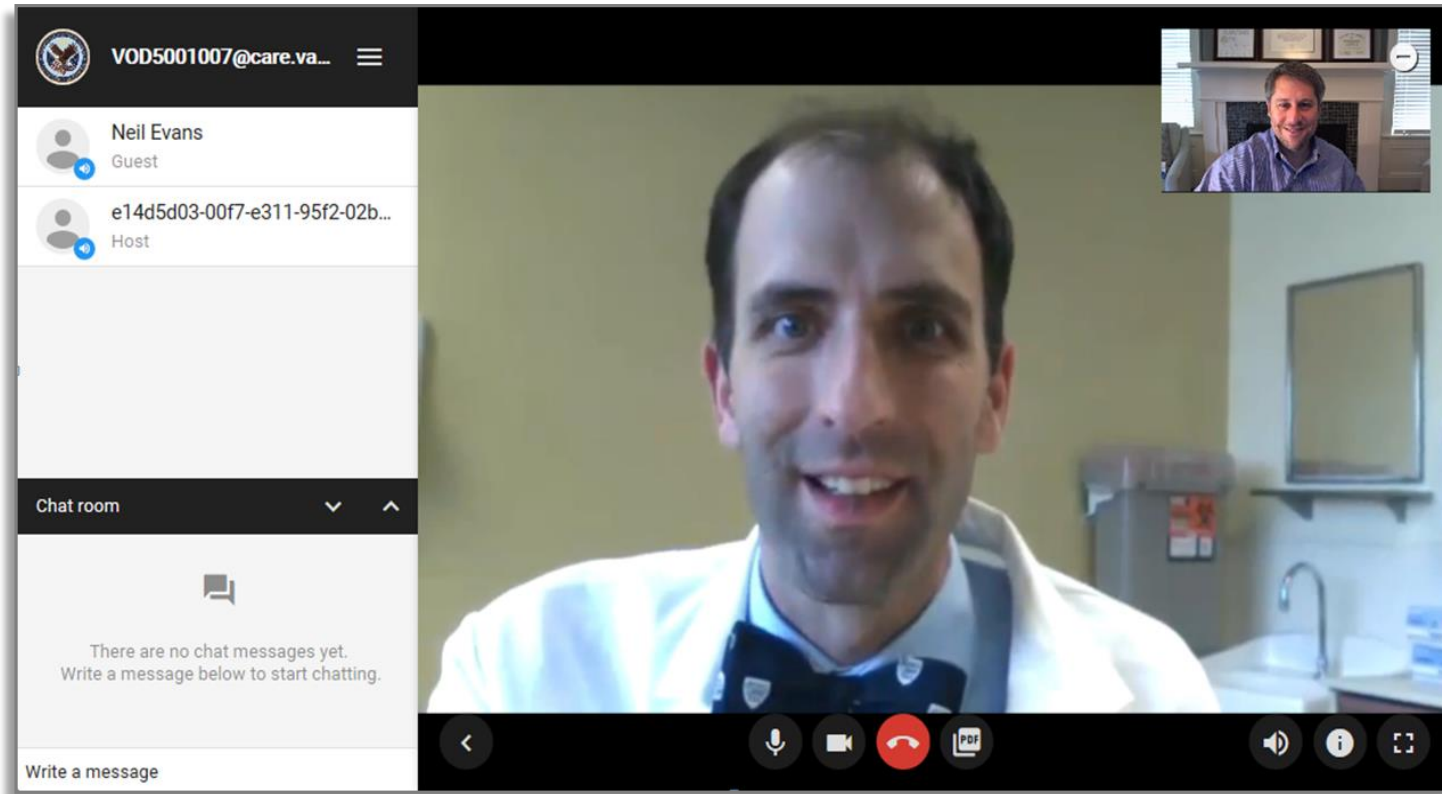 VOD5001007@care.va...
Neil Evans
Guest
e14d5d03-00f7-e311-95f2-02b...
Host
Chat room
There are no chat messages yet.
Write a message below to start chatting.
Write a message
PDF